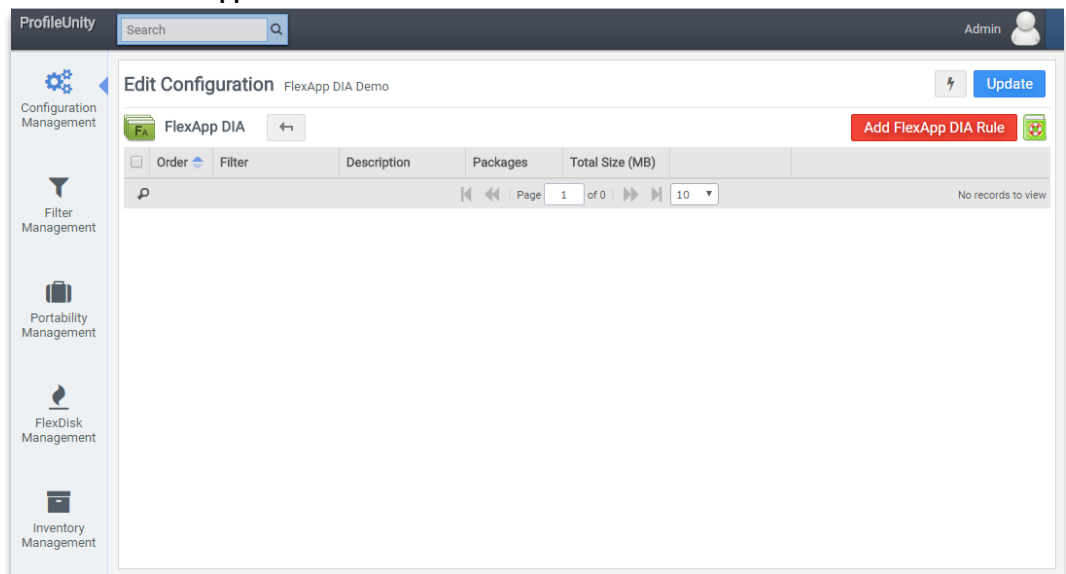 ProfileUnity
Search
Admin
Edit Configuration FlexApp DIA Demo
Update
Configuration
Management
FA FlexApp DIA
Add FlexApp DIA Rule
Order Filter Description Packages Total Size (MB)
Page 1 of 0 10 No records to view
Filter
Management
Portability
Management
FlexDisk
Management
Inventory
Management